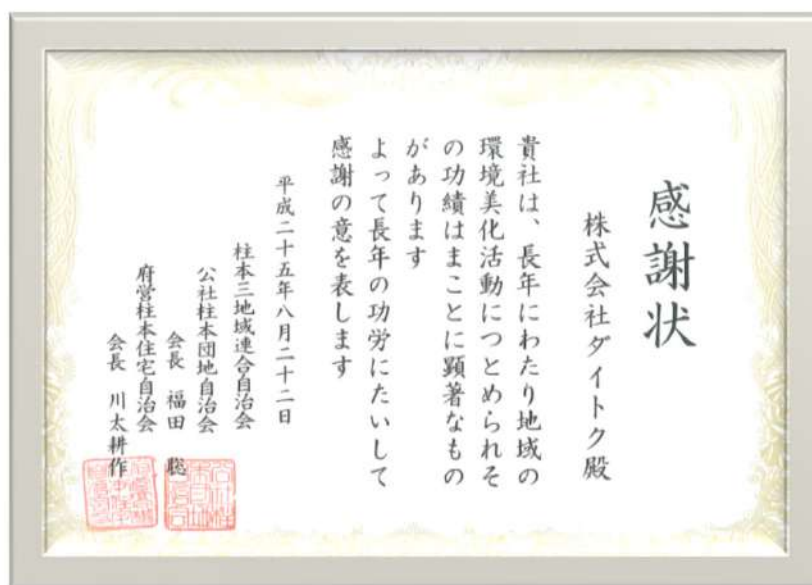 感謝状
株式会社ダイトク殿
貴社は、長年にわたり地域の
環境美化活動につとめられそ
の功績はまことに顕著なもの
があります
よって長年の功労にたいして
感謝の意を表します
平成二十五年八月二十二日
柱本三地域連合自治会
公社柱本団地自治会
会長 福田 聡
府営柱本住宅自治会
会長 川太耕作